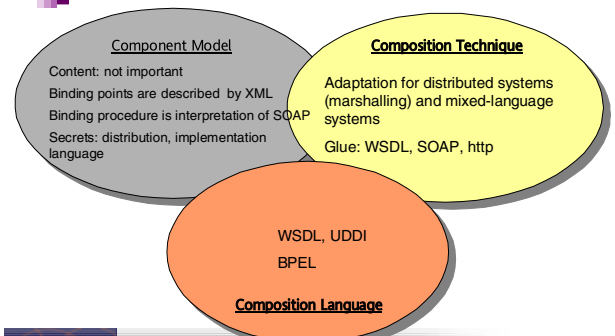 Component Model
Content: not important
Binding points are described by XML
Binding procedure is interpretation of SOAP
Secrets: distribution, implementation
language
Composition Technique
Adaptation for distributed systems
(marshalling) and mixed-language
systems
Glue: WSDL, SOAP, http
WSDL, UDDI
BPEL
Composition Language